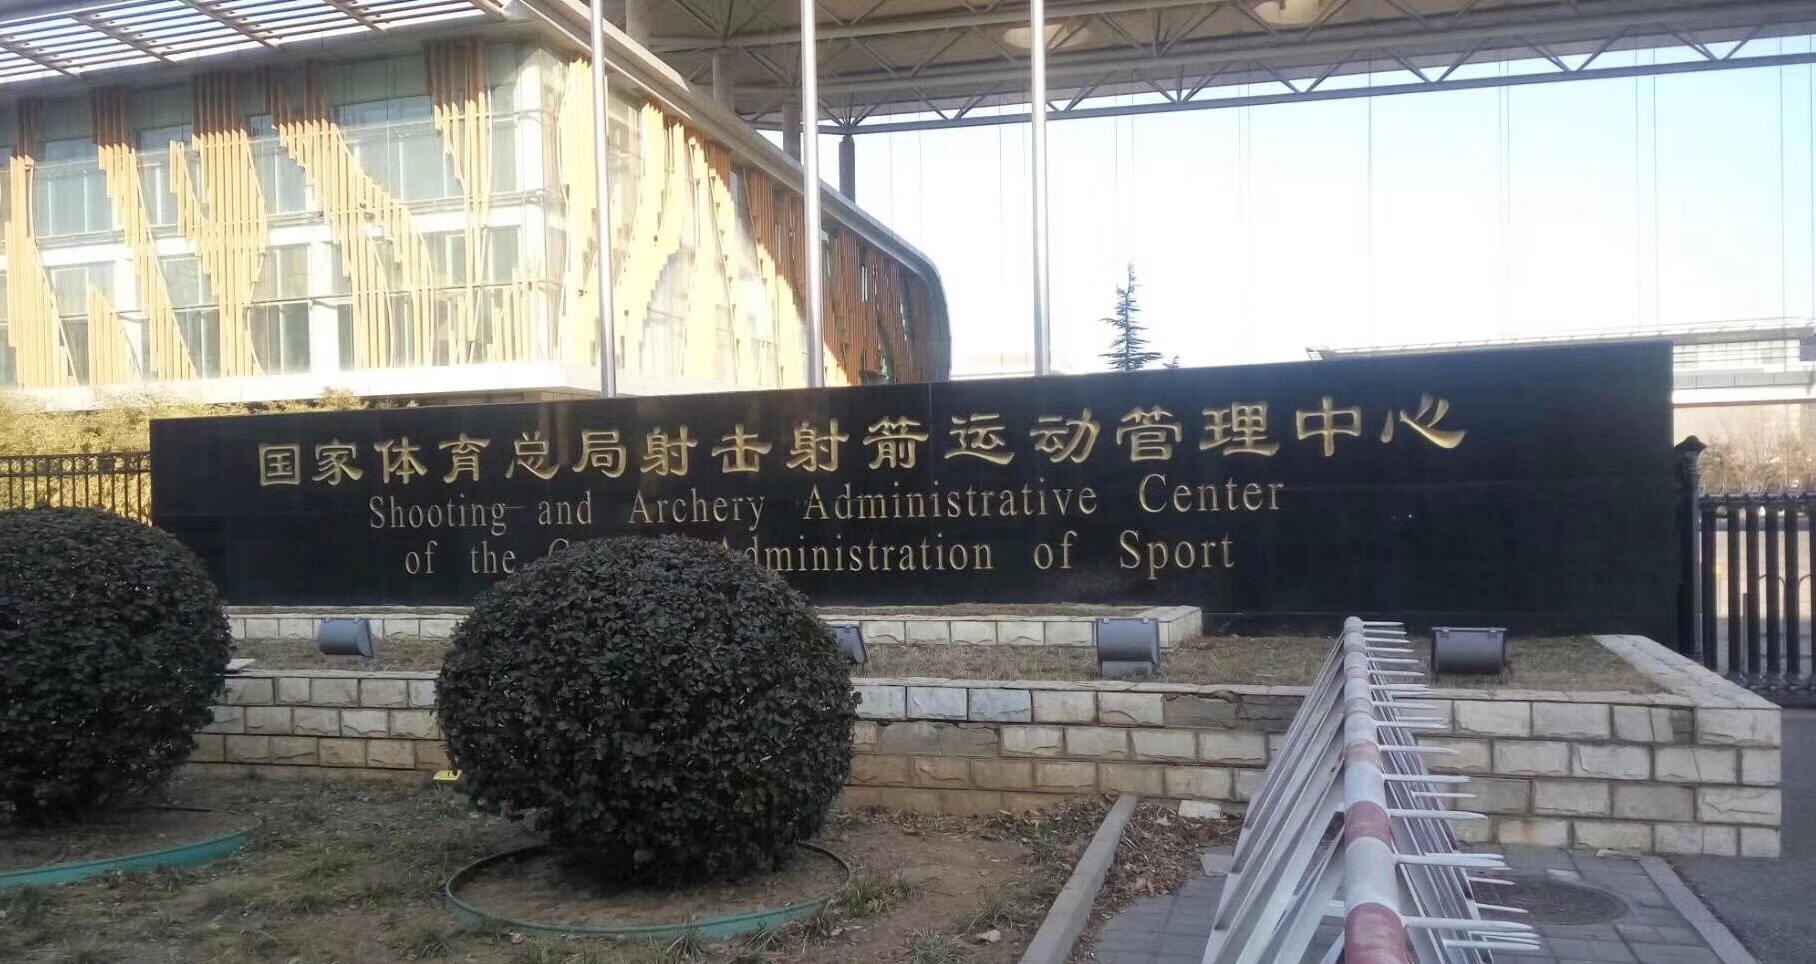 国家体育总局射击射箭运动管理中心
Shooting and Archery Administrative Center
of the Administration of Sport